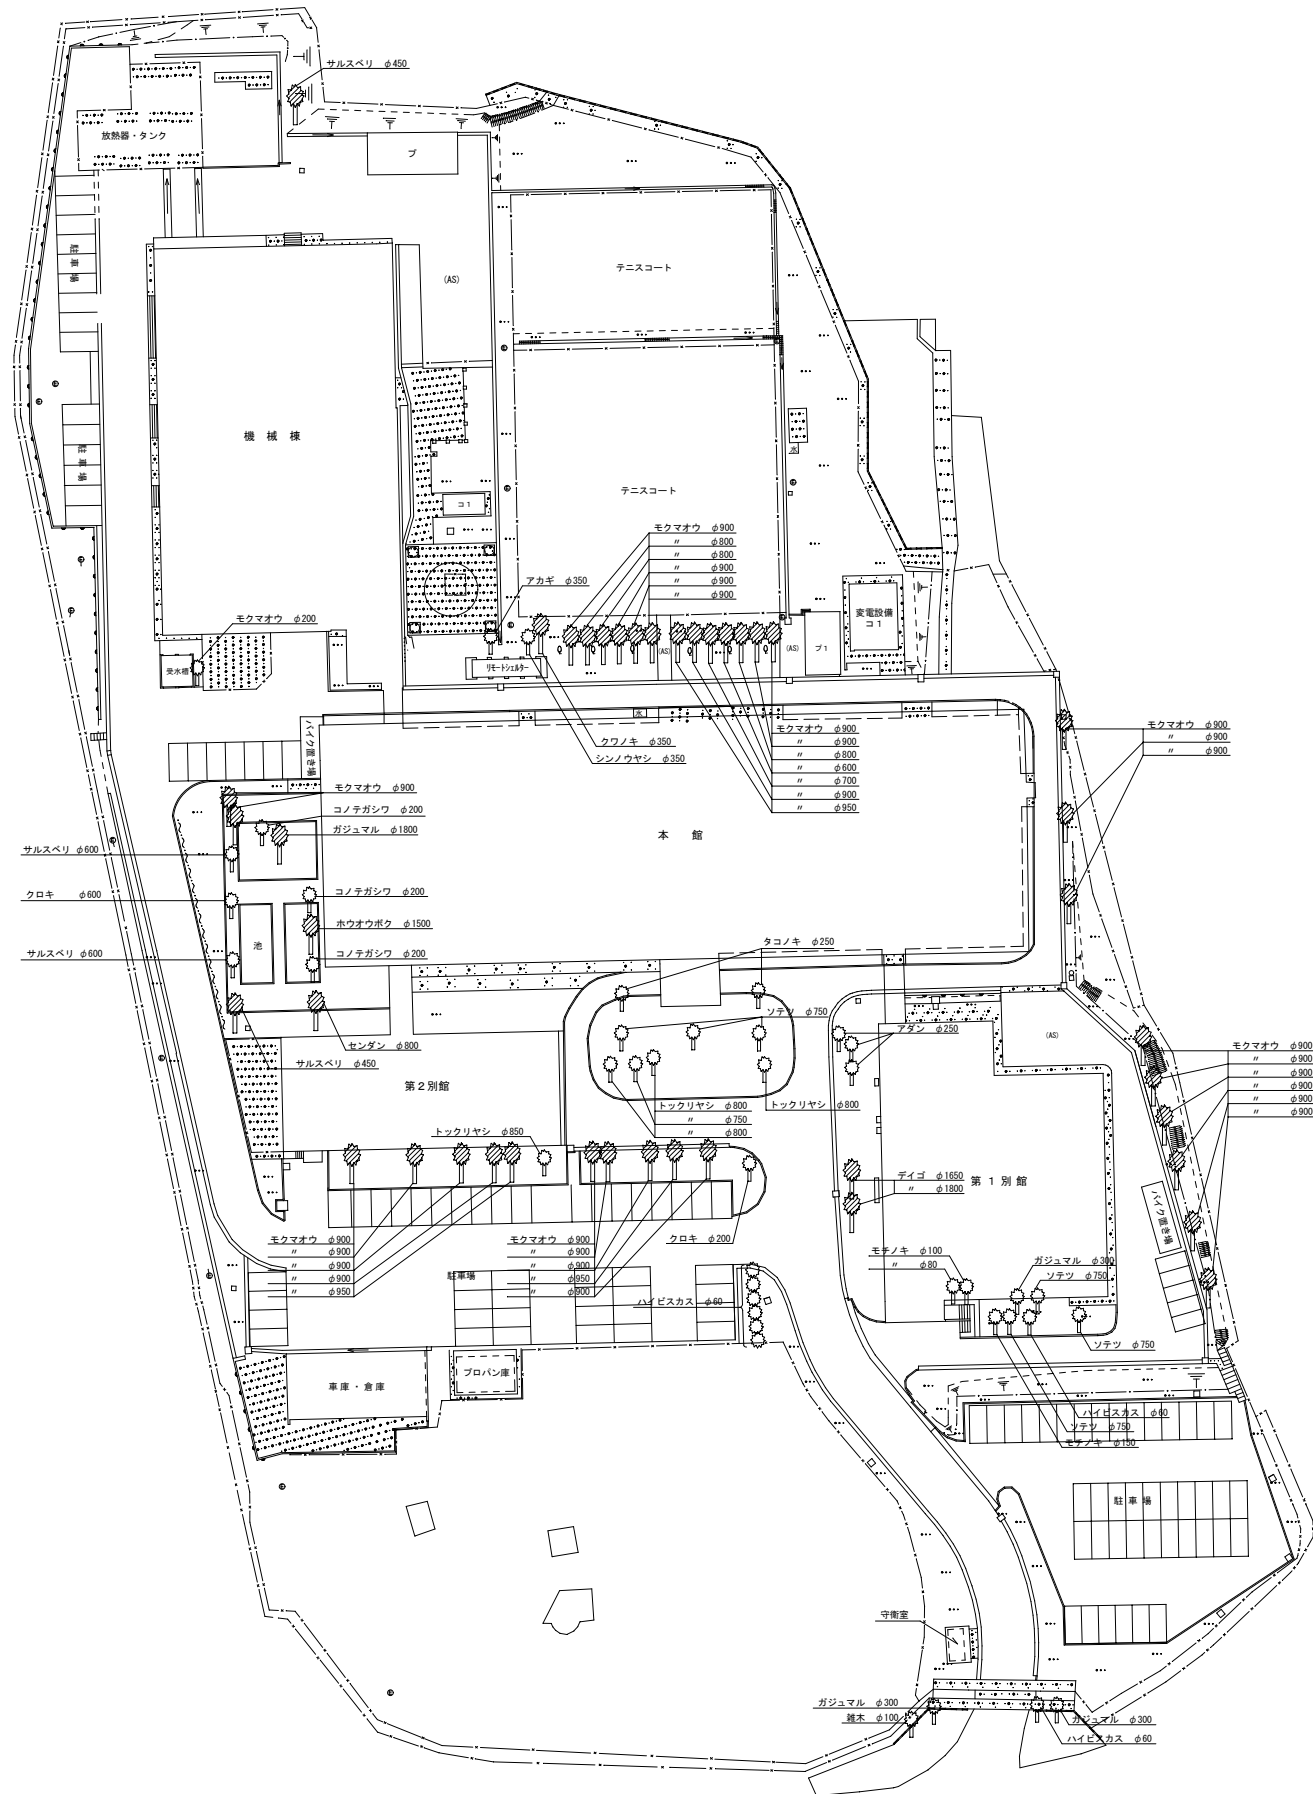 サルスベリ φ450
放熱器・タンク
ブ
駐車場
(AS)
テニスコート
機械棟
駐車場
水
コ1
テニスコート
モクマオウ φ900
〃 φ800
〃 φ800
〃 φ900
〃 φ900
〃 φ900
アカギ φ350
変電設備
コ1
モクマオウ φ200
受水槽
リモートシェルター
(AS)
(AS)
ブ1
バイク置き場
水
クワノキ φ350
シンノウヤシ φ350
モクマオウ φ900
〃 φ900
〃 φ800
〃 φ600
〃 φ700
〃 φ900
〃 φ950
モクマオウ φ900
〃 φ900
〃 φ900
モクマオウ φ900
コノテガシワ φ200
ガジュマル φ1800
本館
サルスベリ φ600
クロキ φ600
コノテガシワ φ200
ホウオウボク φ1500
池
サルスベリ φ600
コノテガシワ φ200
タコノキ φ250
ソテツ φ750
アダン φ250
(AS)
センダン φ800
サルスベリ φ450
モクマオウ φ900
〃 φ900
〃 φ900
〃 φ900
〃 φ900
〃 φ900
第2別館
トックリヤシ φ800
〃 φ750
〃 φ800
トックリヤシ φ800
トックリヤシ φ850
デイゴ φ1650
〃 φ1800
第1別館
バイク置き場
モクマオウ φ900
〃 φ900
〃 φ900
〃 φ900
〃 φ950
モクマオウ φ900
〃 φ900
〃 φ900
〃 φ950
〃 φ900
クロキ φ200
モチノキ φ100
〃 φ80
ガジュマル φ300
ソテツ φ750
駐車場
ハイビスカス φ60
ソテツ φ750
プロパン庫
車庫・倉庫
ハイビスカス φ60
ソテツ φ750
モチノキ φ150
駐車場
守衛室
ガジュマル φ300
雑木 φ100
ガジュマル φ300
ハイビスカス φ60